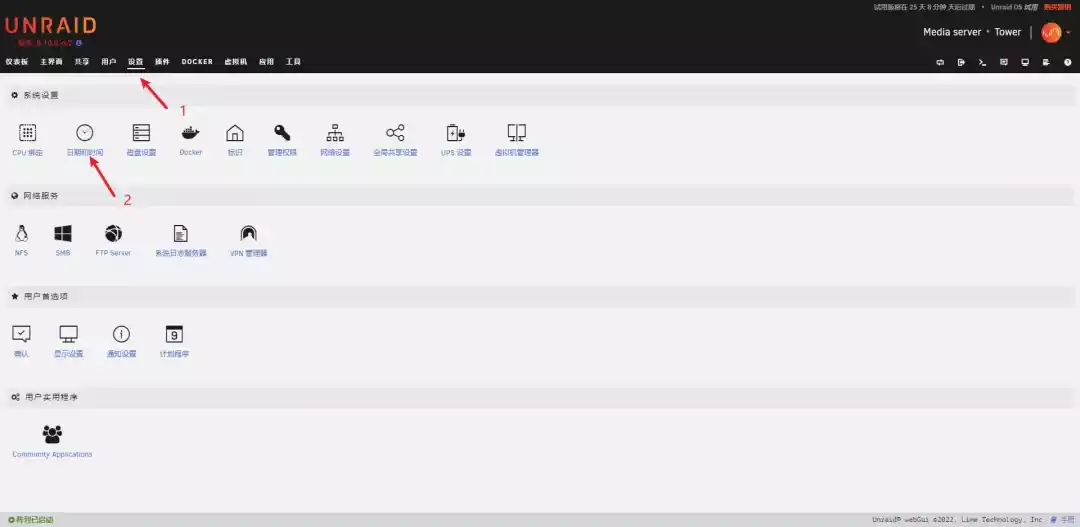 试用版将在 25 天 8 分钟 天后过期 • Unraid OS 试用 购买密钥
UNRAID
Media server • Tower
仪表板 主界面 共享 用户 设置 插件 DOCKER 虚拟机 应用 工具
1
系统设置
CPU 绑定 日期和时间 磁盘设置 Docker 标识 管理权限 网络设置 全局共享设置 UPS 设置 虚拟机管理器
2
网络服务
NFS SMB FTP Server 系统日志服务器 VPN 管理器
用户首选项
9
确认 显示设置 通知设置 计划程序
用户实用程序
Community Applications
阵列已启动
Unraid® webGui ©2022, Lime Technology, Inc. 手册